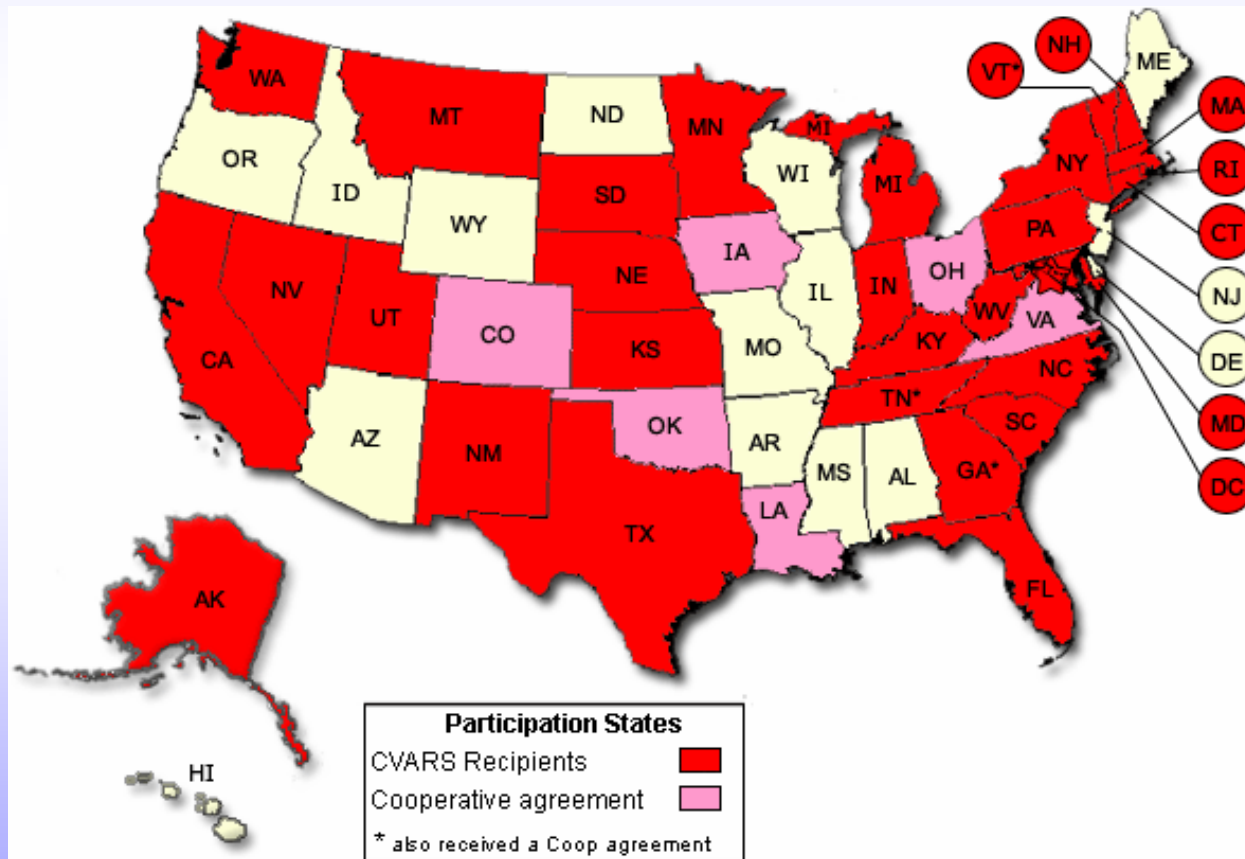 NH
VT*
ME
WA
MT
ND
MN
MI
MA
OR
ID
WI
NY
RI
SD
MI
WY
PA
CT
IA
NE
OH
NV
IL
IN
NJ
UT
CO
WV
VA
KS
MO
KY
DE
CA
NC
TN*
OK
AR
SC
MD
AZ
NM
MS
AL
GA*
DC
LA
TX
FL
AK
HI
Participation States
CVARS Recipients
Cooperative agreement
* also received a Coop agreement